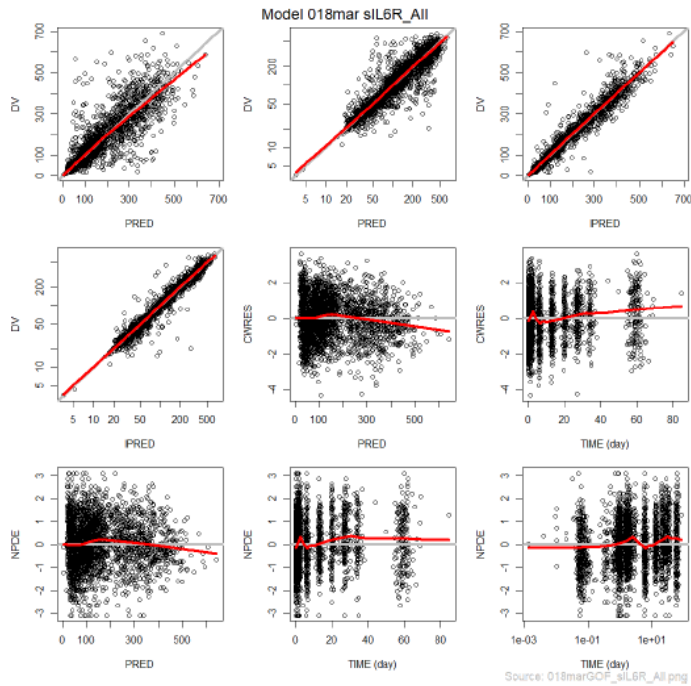 Model 018mar sIL6R_All
DV
700
500
300
100
0
0 100 300 500 700
PRED
DV
200
50
10
5
5 10 20 50 200 500
PRED
DV
700
500
300
100
0
0 100 300 500 700
IPRED
DV
200
50
10
5
5 10 20 50 200 500
IPRED
CWRES
2
0
-2
-4
0 100 300 500
PRED
CWRES
2
0
-2
-4
0 20 40 60 80
TIME (day)
NPDE
3
2
1
0
-1
-2
-3
0 100 300 500
PRED
NPDE
3
2
1
0
-1
-2
-3
0 20 40 60 80
TIME (day)
NPDE
3
2
1
0
-1
-2
-3
1e-03 1e-01 1e+01
TIME (day)
Source: 018marGOF_sIL6R_All.png